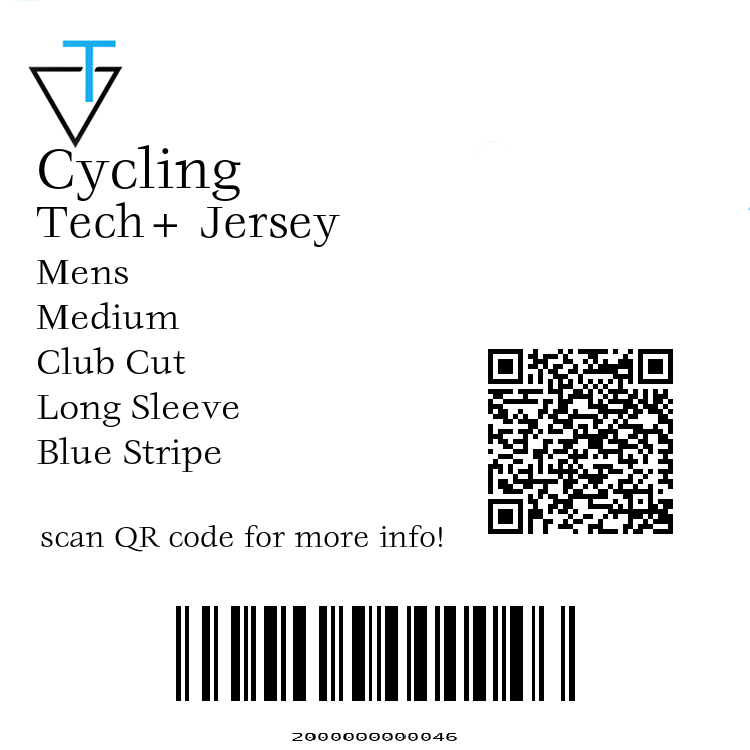 T
Cycling
Tech+ Jersey
Mens
Medium
Club Cut
Long Sleeve
Blue Stripe
scan QR code for more info!
2000000000046